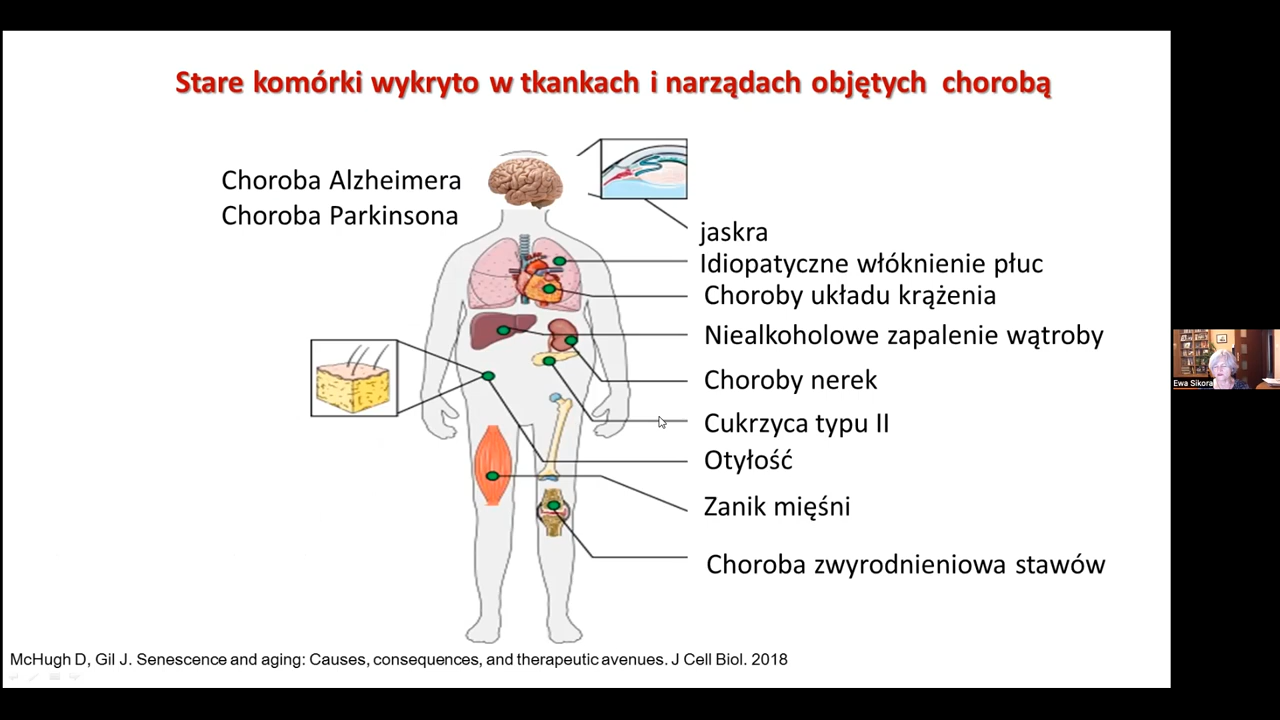 Stare komórki wykryto w tkankach i narządach objętych chorobą
Choroba Alzheimera
Choroba Parkinsona
jaskra
Idiopatyczne włóknienie płuc
Choroby układu krążenia
Niealkoholowe zapalenie wątroby
Choroby nerek
Cukrzyca typu II
Otyłość
Zanik mięśni
Choroba zwyrodnieniowa stawów
McHugh D, Gil J. Senescence and aging: Causes, consequences, and therapeutic avenues. J Cell Biol. 2018
Ewa Sikora